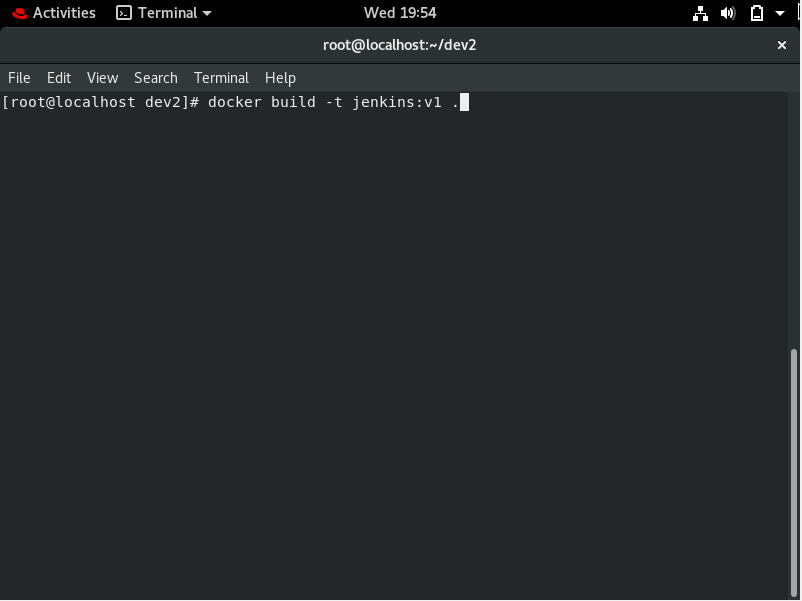 Activities Terminal Wed 19:54
root@localhost:~/dev2 ×
File Edit View Search Terminal Help
[root@localhost dev2]# docker build -t jenkins:v1 .